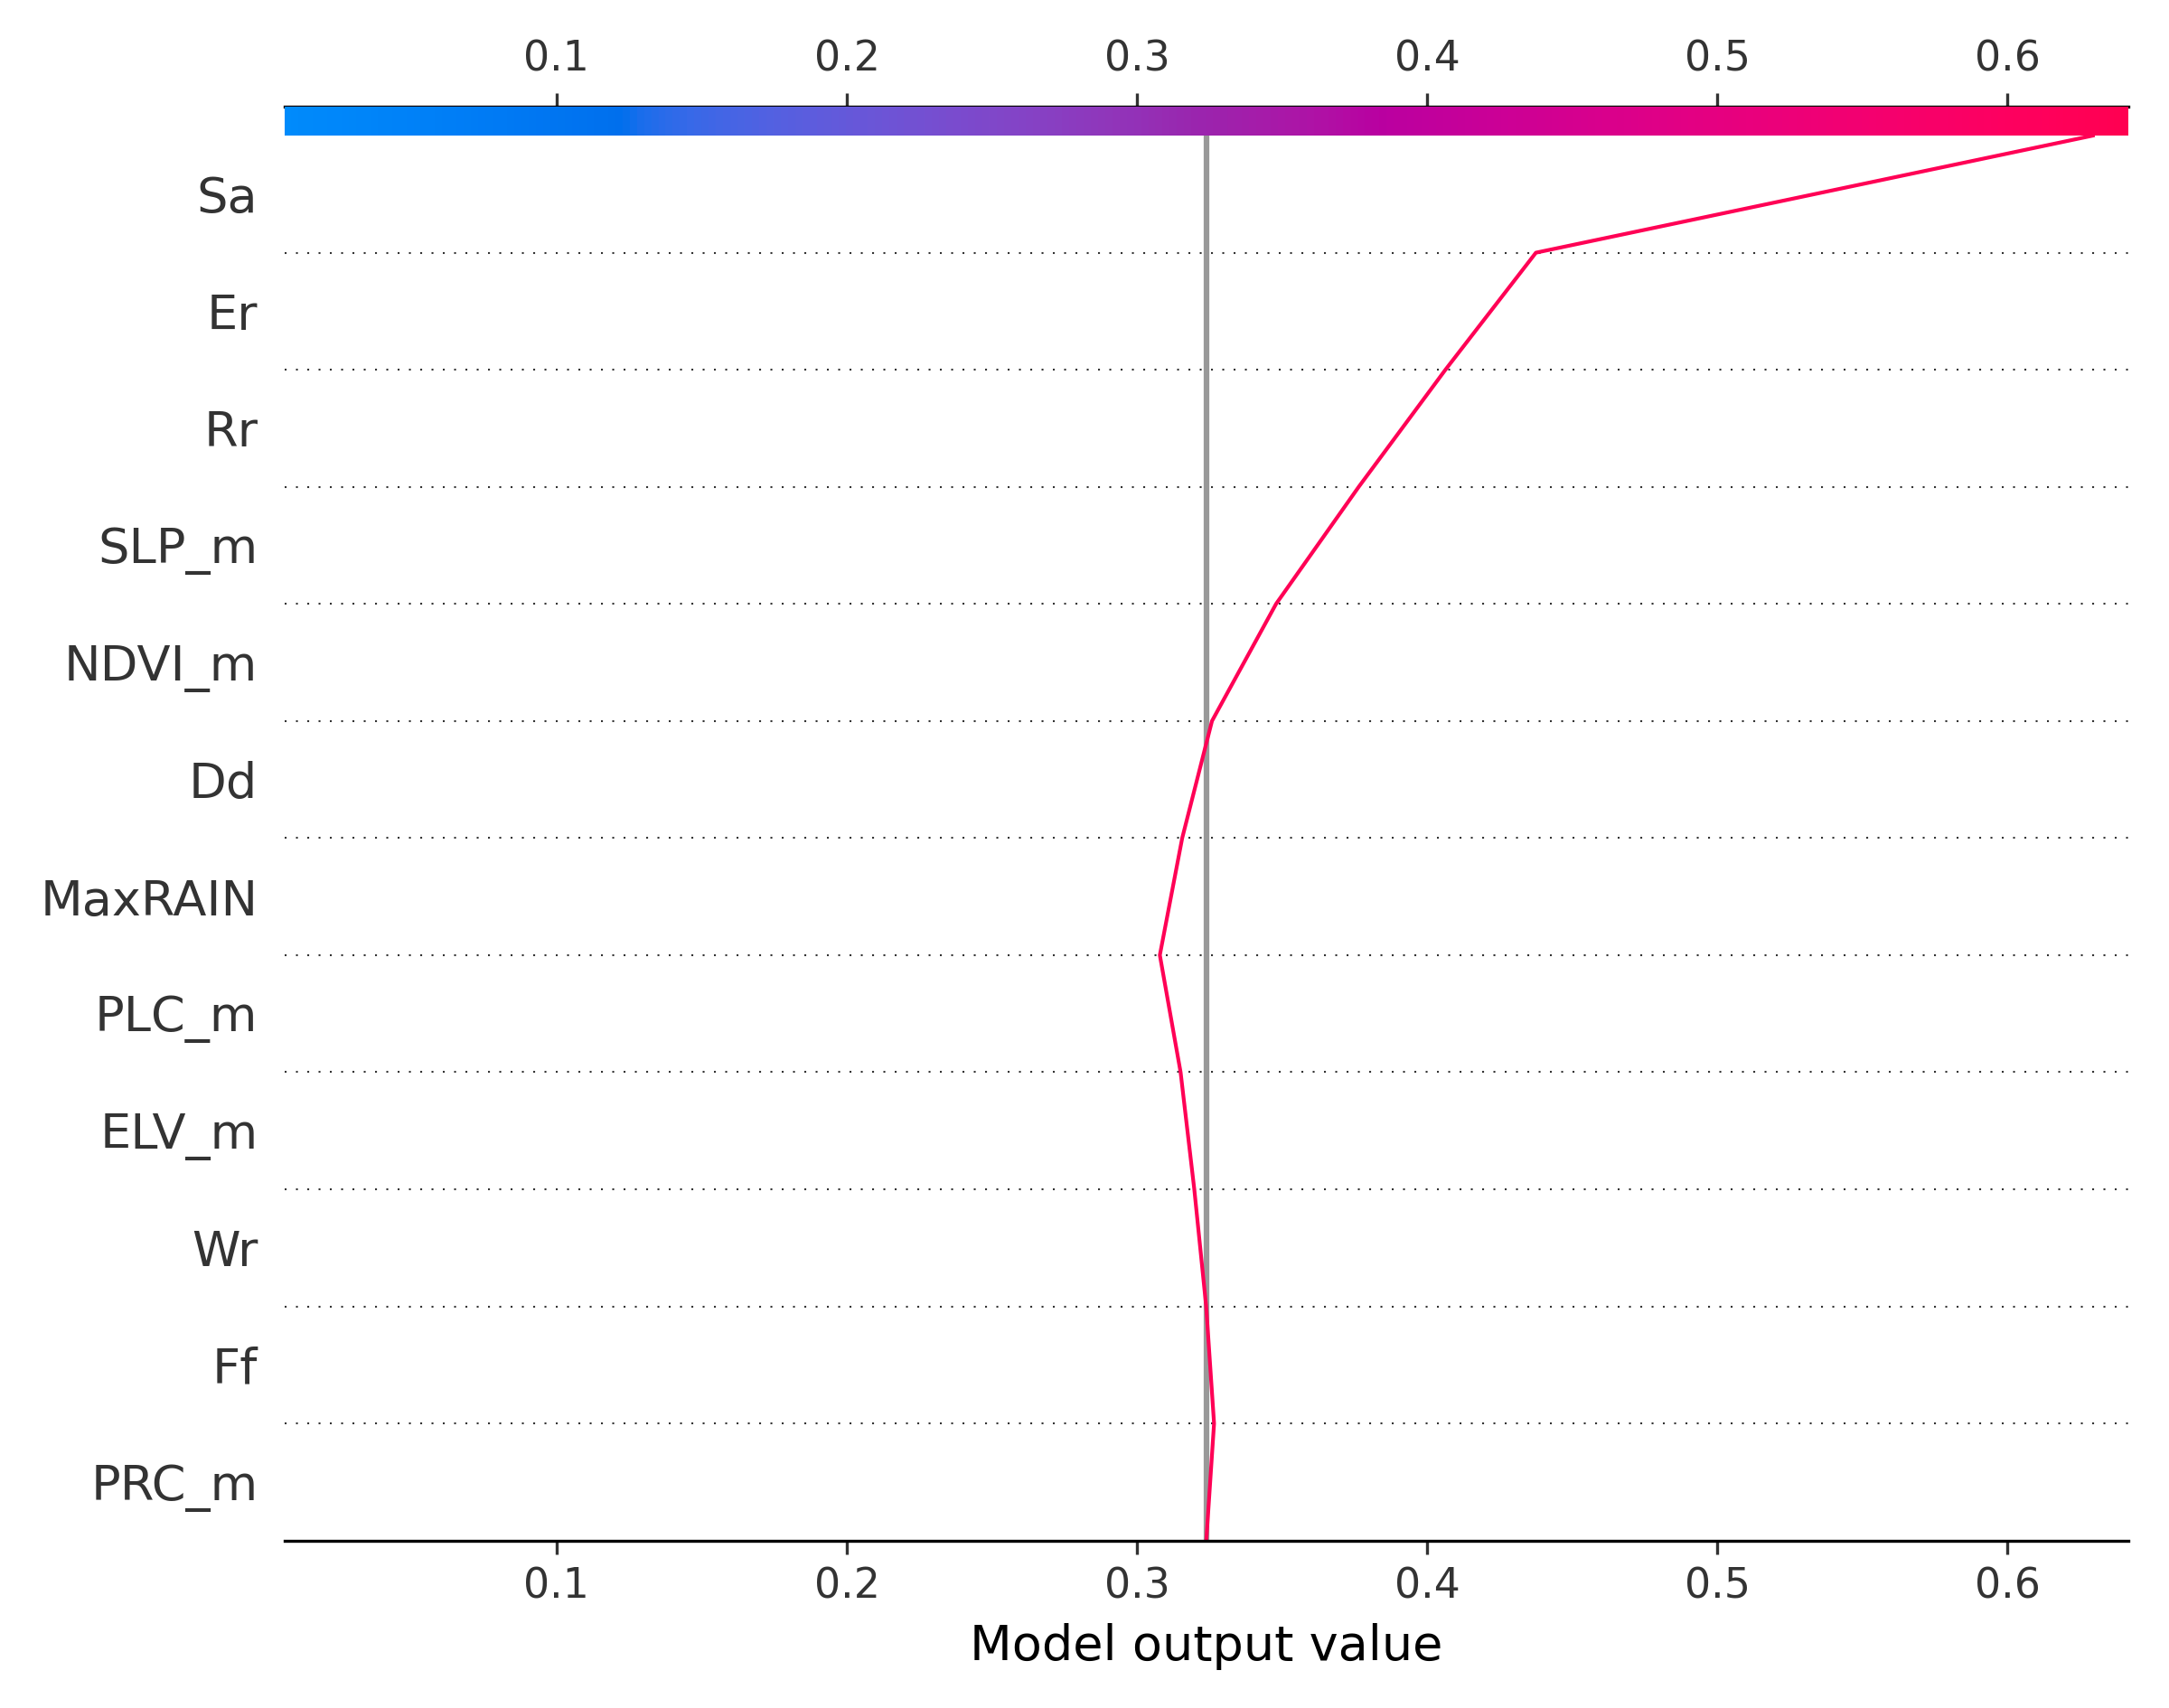 0.1 0.2 0.3 0.4 0.5 0.6
Sa
Er
Rr
SLP_m
NDVI_m
Dd
MaxRAIN
PLC_m
ELV_m
Wr
Ff
PRC_m
0.1 0.2 0.3 0.4 0.5 0.6
Model output value